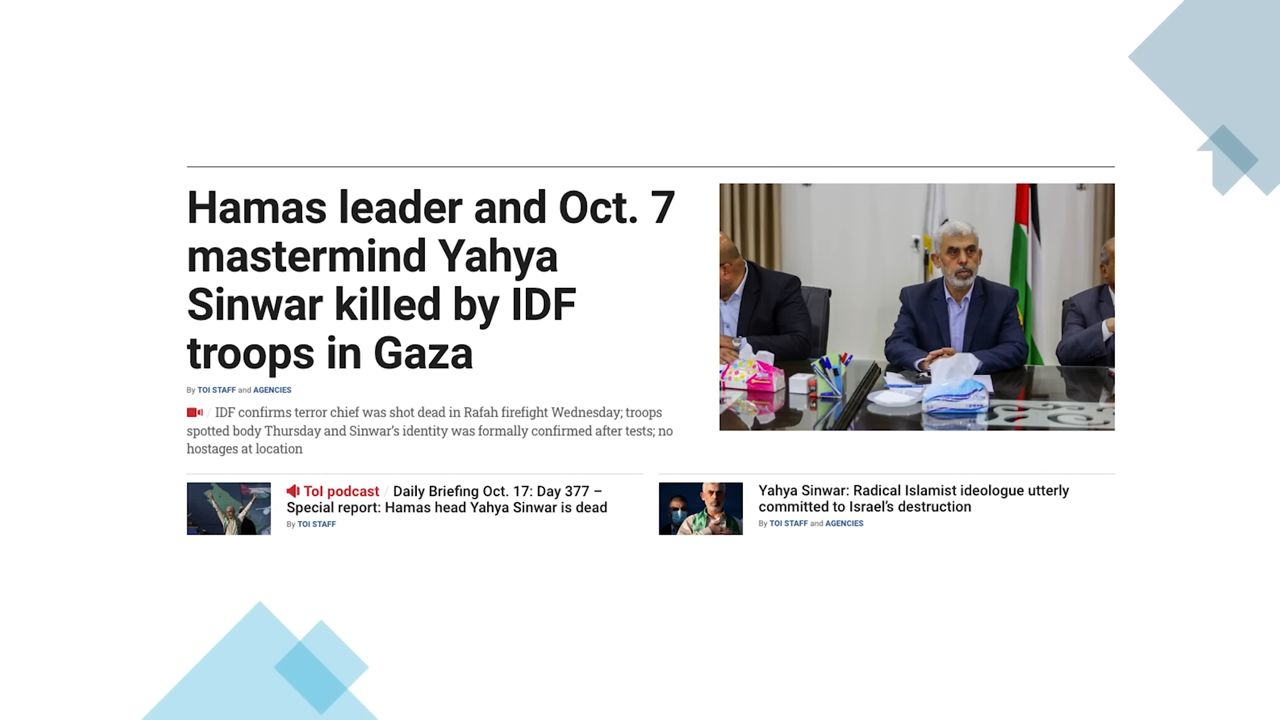 Hamas leader and Oct. 7
mastermind Yahya
Sinwar killed by IDF
troops in Gaza
By TOI STAFF and AGENCIES
/ IDF confirms terror chief was shot dead in Rafah firefight Wednesday; troops
spotted body Thursday and Sinwar's identity was formally confirmed after tests; no
hostages at location
ToI podcast / Daily Briefing Oct. 17: Day 377 –
Special report: Hamas head Yahya Sinwar is dead
By TOI STAFF
Yahya Sinwar: Radical Islamist ideologue utterly
committed to Israel's destruction
By TOI STAFF and AGENCIES